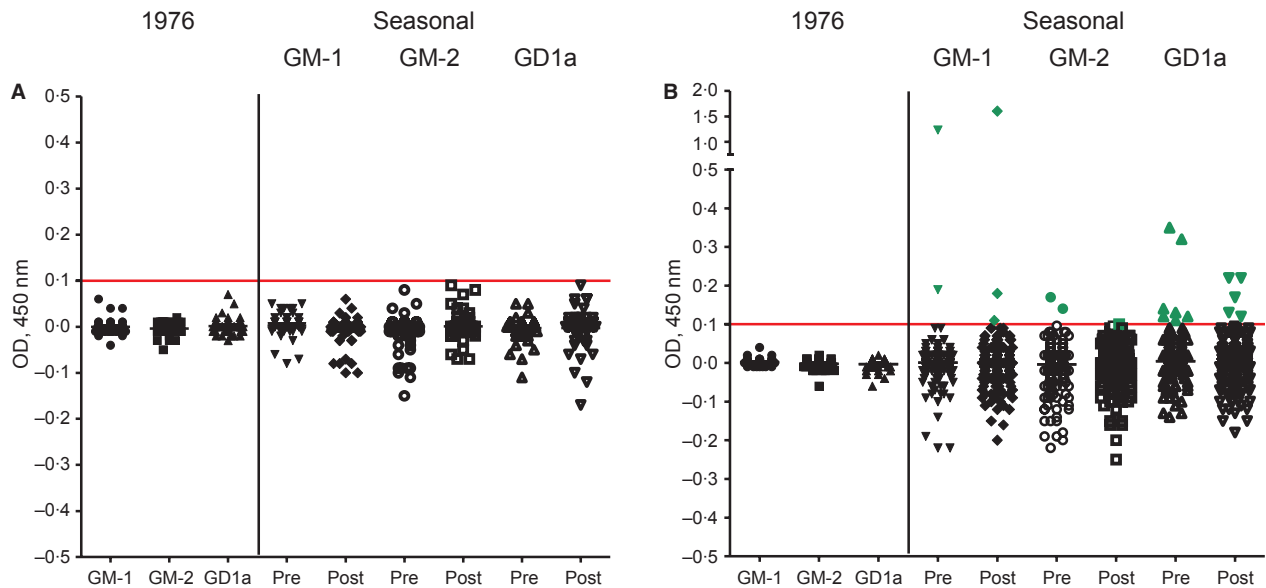 1976 Seasonal
GM-1 GM-2 GD1a
A
OD, 450 nm
0·5
0·4
0·3
0·2
0·1
0·0
–0·1
–0·2
–0·3
–0·4
–0·5
GM-1 GM-2 GD1a Pre Post Pre Post Pre Post
1976 Seasonal
GM-1 GM-2 GD1a
B
OD, 450 nm
2·0
1·5
1·0
0·5
0·4
0·3
0·2
0·1
0·0
–0·1
–0·2
–0·3
–0·4
–0·5
GM-1 GM-2 GD1a Pre Post Pre Post Pre Post